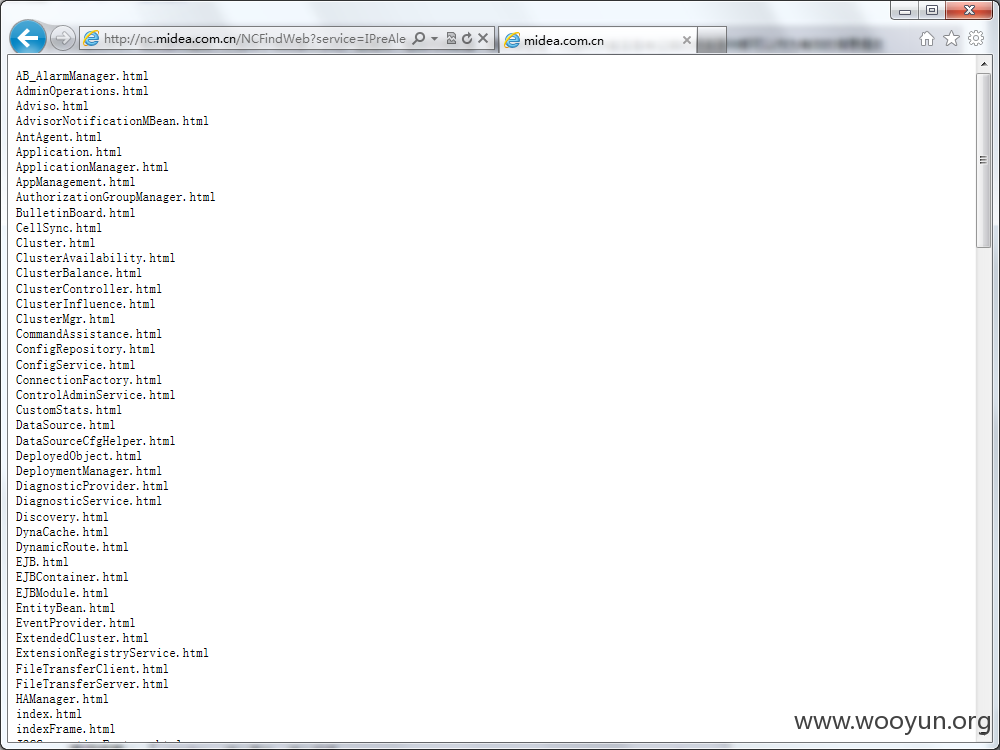 http://nc.midea.com.cn/NCFindWeb?service=IPreAle
midea.com.cn
AB_AlarmManager.html
AdminOperations.html
Adviso.html
AdvisorNotificationMBean.html
AntAgent.html
Application.html
ApplicationManager.html
AppManagement.html
AuthorizationGroupManager.html
BulletinBoard.html
CellSync.html
Cluster.html
ClusterAvailability.html
ClusterBalance.html
ClusterController.html
ClusterInfluence.html
ClusterMgr.html
CommandAssistance.html
ConfigRepository.html
ConfigService.html
ConnectionFactory.html
ControlAdminService.html
CustomStats.html
DataSource.html
DataSourceCfgHelper.html
DeployedObject.html
DeploymentManager.html
DiagnosticProvider.html
DiagnosticService.html
Discovery.html
DynaCache.html
DynamicRoute.html
EJB.html
EJBContainer.html
EJBModule.html
EntityBean.html
EventProvider.html
ExtendedCluster.html
ExtensionRegistryService.html
FileTransferClient.html
FileTransferServer.html
HAManager.html
index.html
indexFrame.html
www.wooyun.org